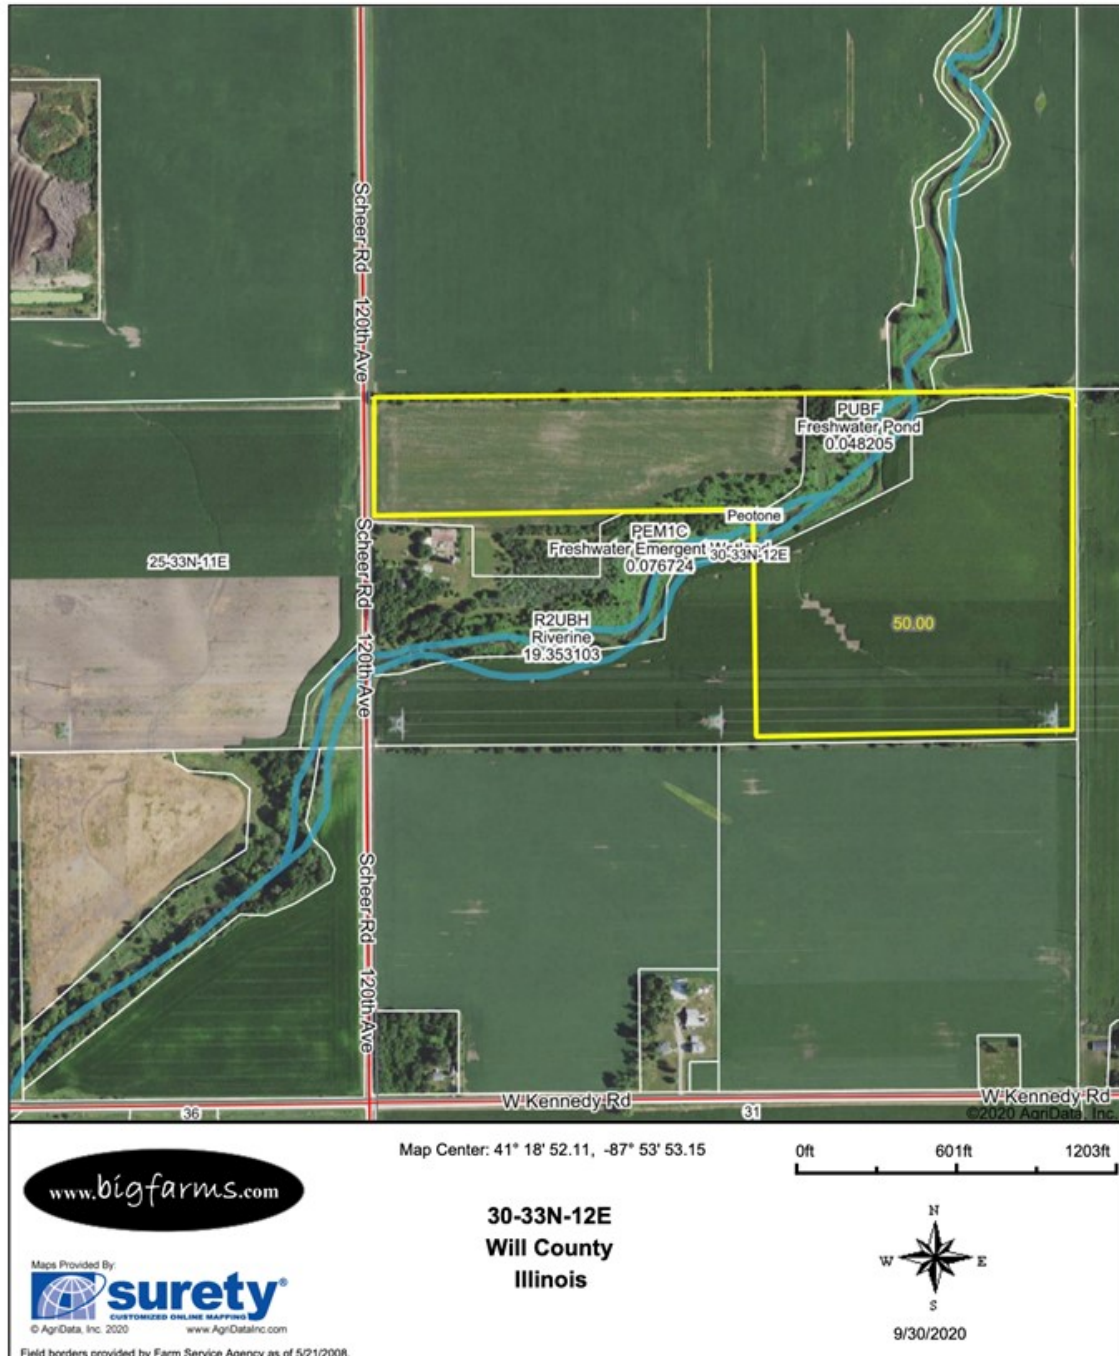 Scheer Rd 120th Ave
PUBF
Freshwater Pond
0.048205
Peotone
PEM1C
Freshwater Emergent Wetland
0.076724
30-33N-12E
25-33N-11E
Scheer Rd 120th Ave
R2UBH
Riverine
19.353103
50.00
Scheer Rd 120th Ave
W Kennedy Rd
W Kennedy Rd
36
31
©2020 AgriData, Inc.
Map Center: 41° 18' 52.11, -87° 53' 53.15
0ft 601ft 1203ft
www.bigfarms.com
30-33N-12E
Will County
Illinois
N
W E
S
Maps Provided By:
surety®
CUSTOMIZED ONLINE MAPPING
© AgriData, Inc. 2020 www.AgriDataInc.com
9/30/2020
Field borders provided by Farm Service Agency as of 5/21/2008.